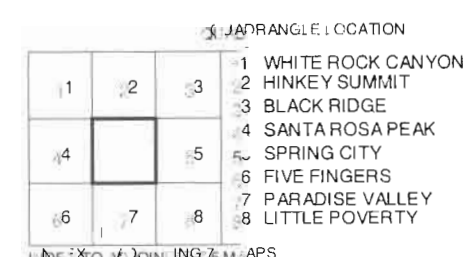 QUADRANGLE LOCATION
1 2 3
4 5
6 7 8
1 WHITE ROCK CANYON
2 HINKEY SUMMIT
3 BLACK RIDGE
4 SANTA ROSA PEAK
5 SPRING CITY
6 FIVE FINGERS
7 PARADISE VALLEY
8 LITTLE POVERTY
MAPS